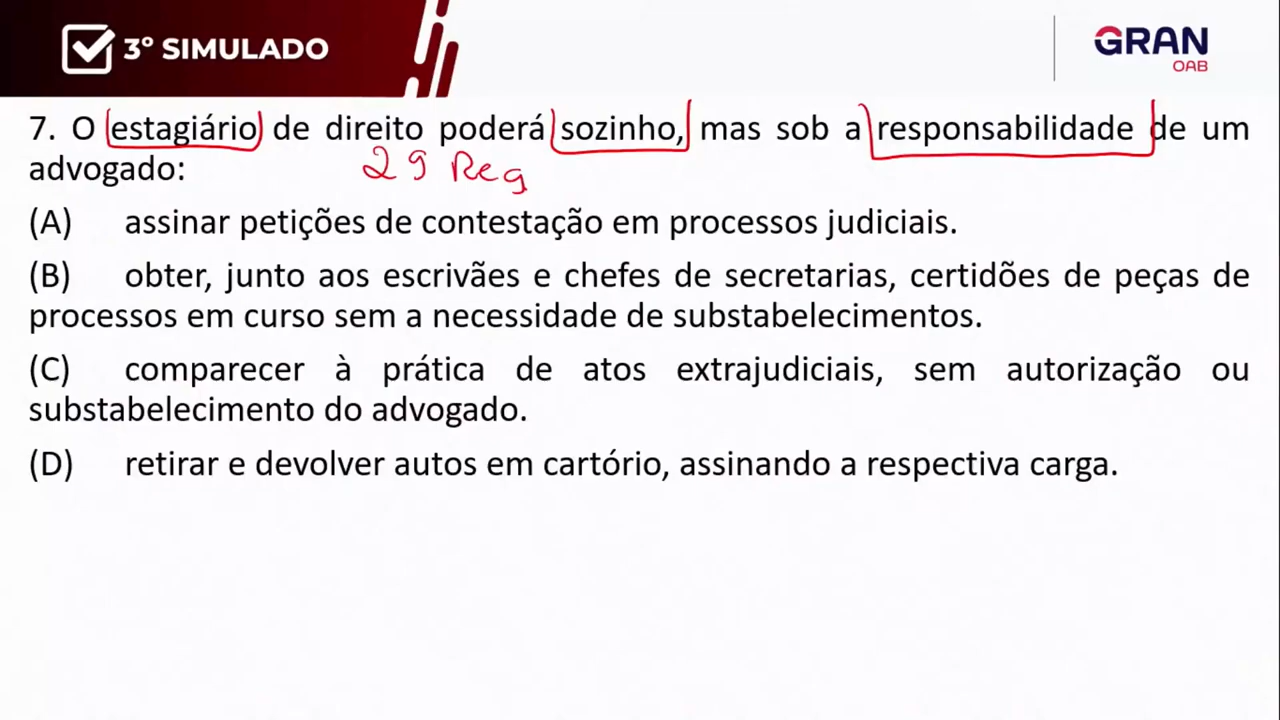 3º SIMULADO
GRAN
OAB
7. O estagiário de direito poderá sozinho, mas sob a responsabilidade de um
advogado:
29 Reg
(A) assinar petições de contestação em processos judiciais.
(B) obter, junto aos escrivães e chefes de secretarias, certidões de peças de
processos em curso sem a necessidade de substabelecimentos.
(C) comparecer à prática de atos extrajudiciais, sem autorização ou
substabelecimento do advogado.
(D) retirar e devolver autos em cartório, assinando a respectiva carga.